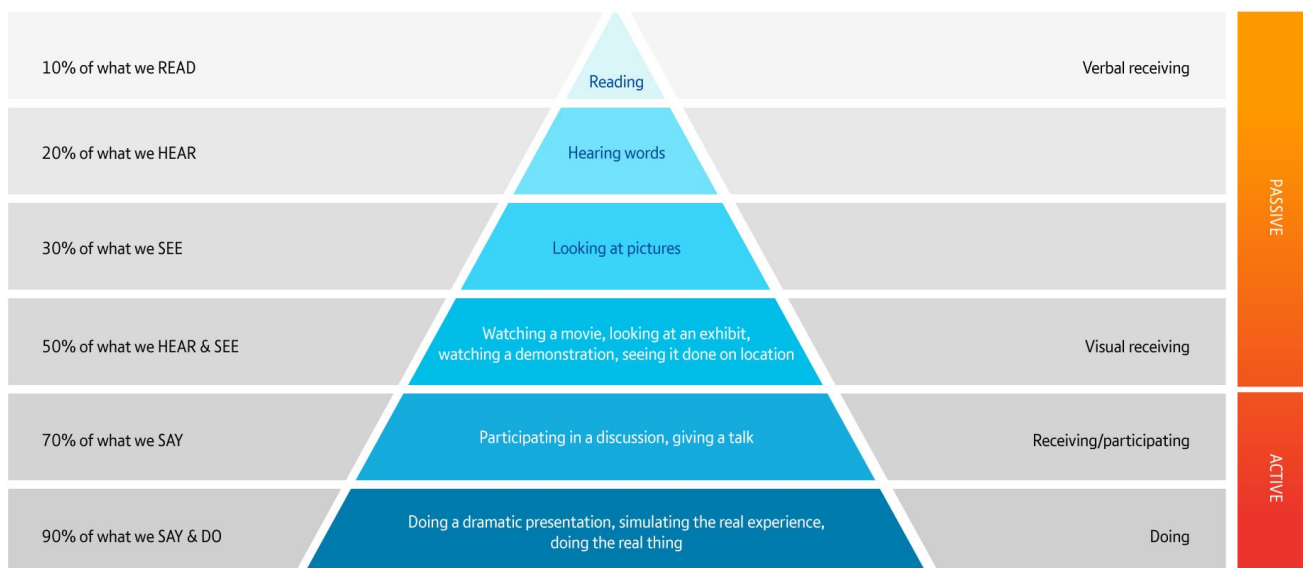 10% of what we READ
Reading
Verbal receiving
20% of what we HEAR
Hearing words
30% of what we SEE
Looking at pictures
50% of what we HEAR & SEE
Watching a movie, looking at an exhibit,
watching a demonstration, seeing it done on location
Visual receiving
70% of what we SAY
Participating in a discussion, giving a talk
Receiving/participating
90% of what we SAY & DO
Doing a dramatic presentation, simulating the real experience,
doing the real thing
Doing
PASSIVE
ACTIVE